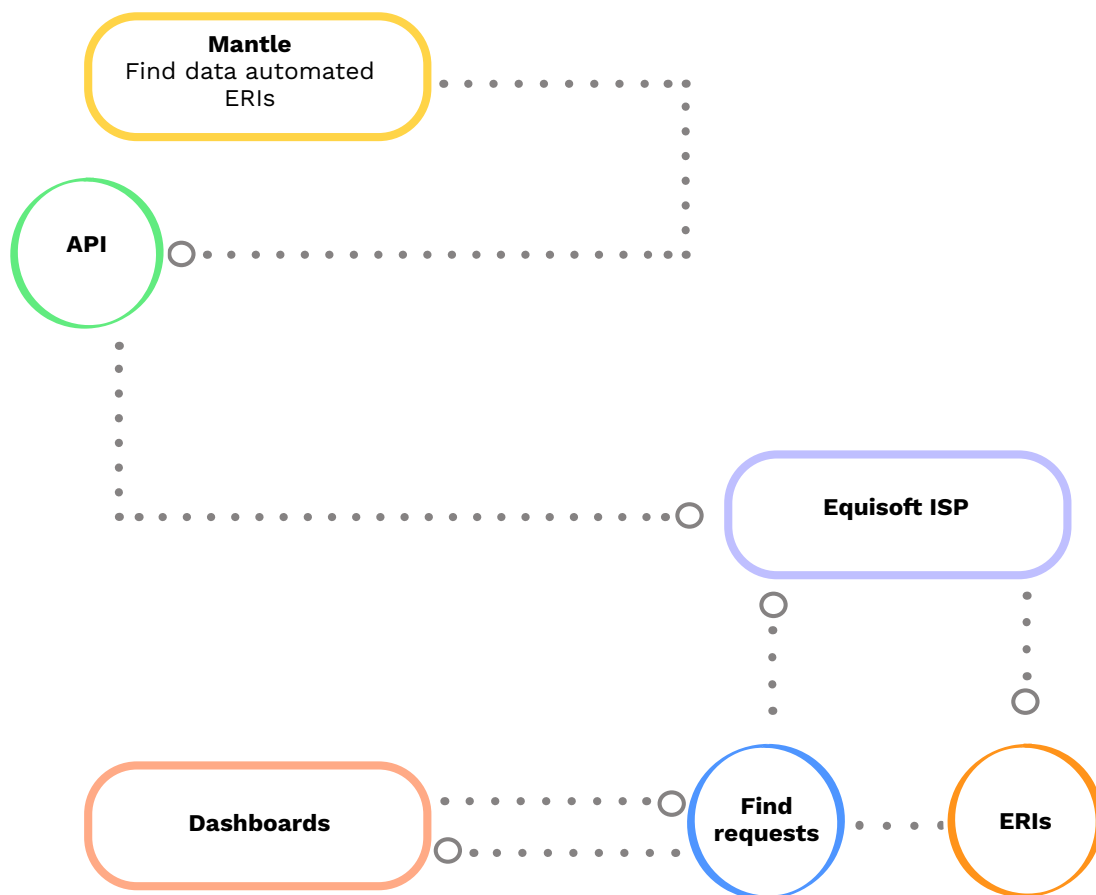 Mantle
Find data automated
ERIs
API
Equisoft ISP
Dashboards
Find
requests
ERIs